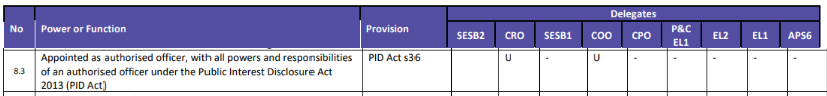 Delegates
No Power or Function Provision SESB2 CRO SESB1 COO CPO P&C EL1 EL2 EL1 APS6
8.3 Appointed as authorised officer, with all powers and responsibilities PID Act s36 U - U - - - - -
of an authorised officer under the Public Interest Disclosure Act
2013 (PID Act)